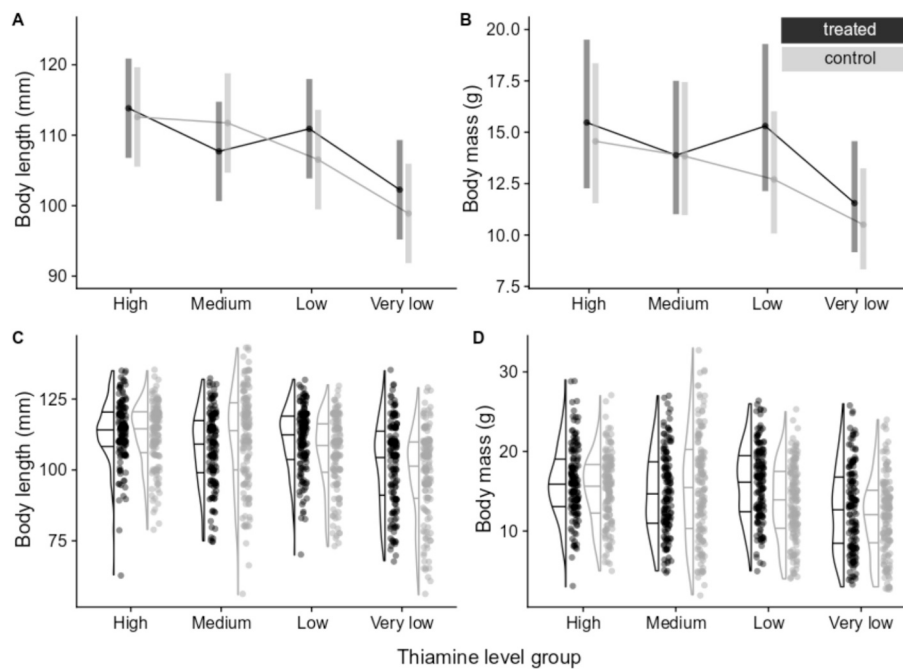 A
Body length (mm)
120
110
100
90
High Medium Low Very low
B
treated
control
Body mass (g)
20.0
17.5
15.0
12.5
10.0
7.5
High Medium Low Very low
C
Body length (mm)
125
100
75
High Medium Low Very low
D
Body mass (g)
30
20
10
High Medium Low Very low
Thiamine level group